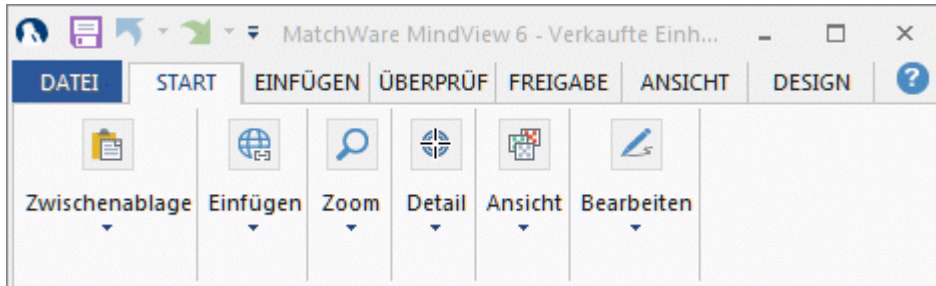 MatchWare MindView 6 - Verkaufte Einh...
DATEI START EINFÜGEN ÜBERPRÜF FREIGABE ANSICHT DESIGN ?
Zwischenablage Einfügen Zoom Detail Ansicht Bearbeiten